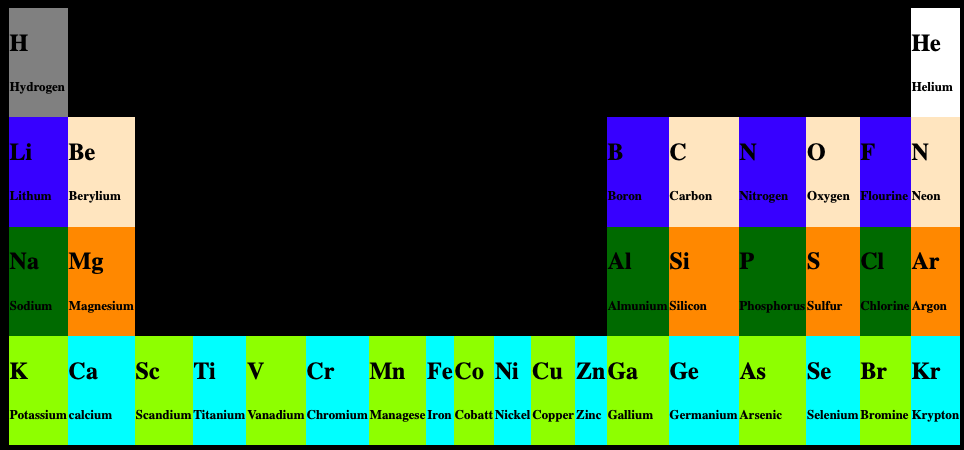 H He
Hydrogen Helium
Li Be B C N O F N
Lithum Berylium Boron Carbon Nitrogen Oxygen Flourine Neon
Na Mg Al Si P S Cl Ar
Sodium Magnesium Almunium Silicon Phosphorus Sulfur Chlorine Argon
K Ca Sc Ti V Cr Mn Fe Co Ni Cu Zn Ga Ge As Se Br Kr
Potassium calcium Scandium Titanium Vanadium Chromium Managese Iron Cobatt Nickel Copper Zinc Gallium Germanium Arsenic Selenium Bromine Krypton